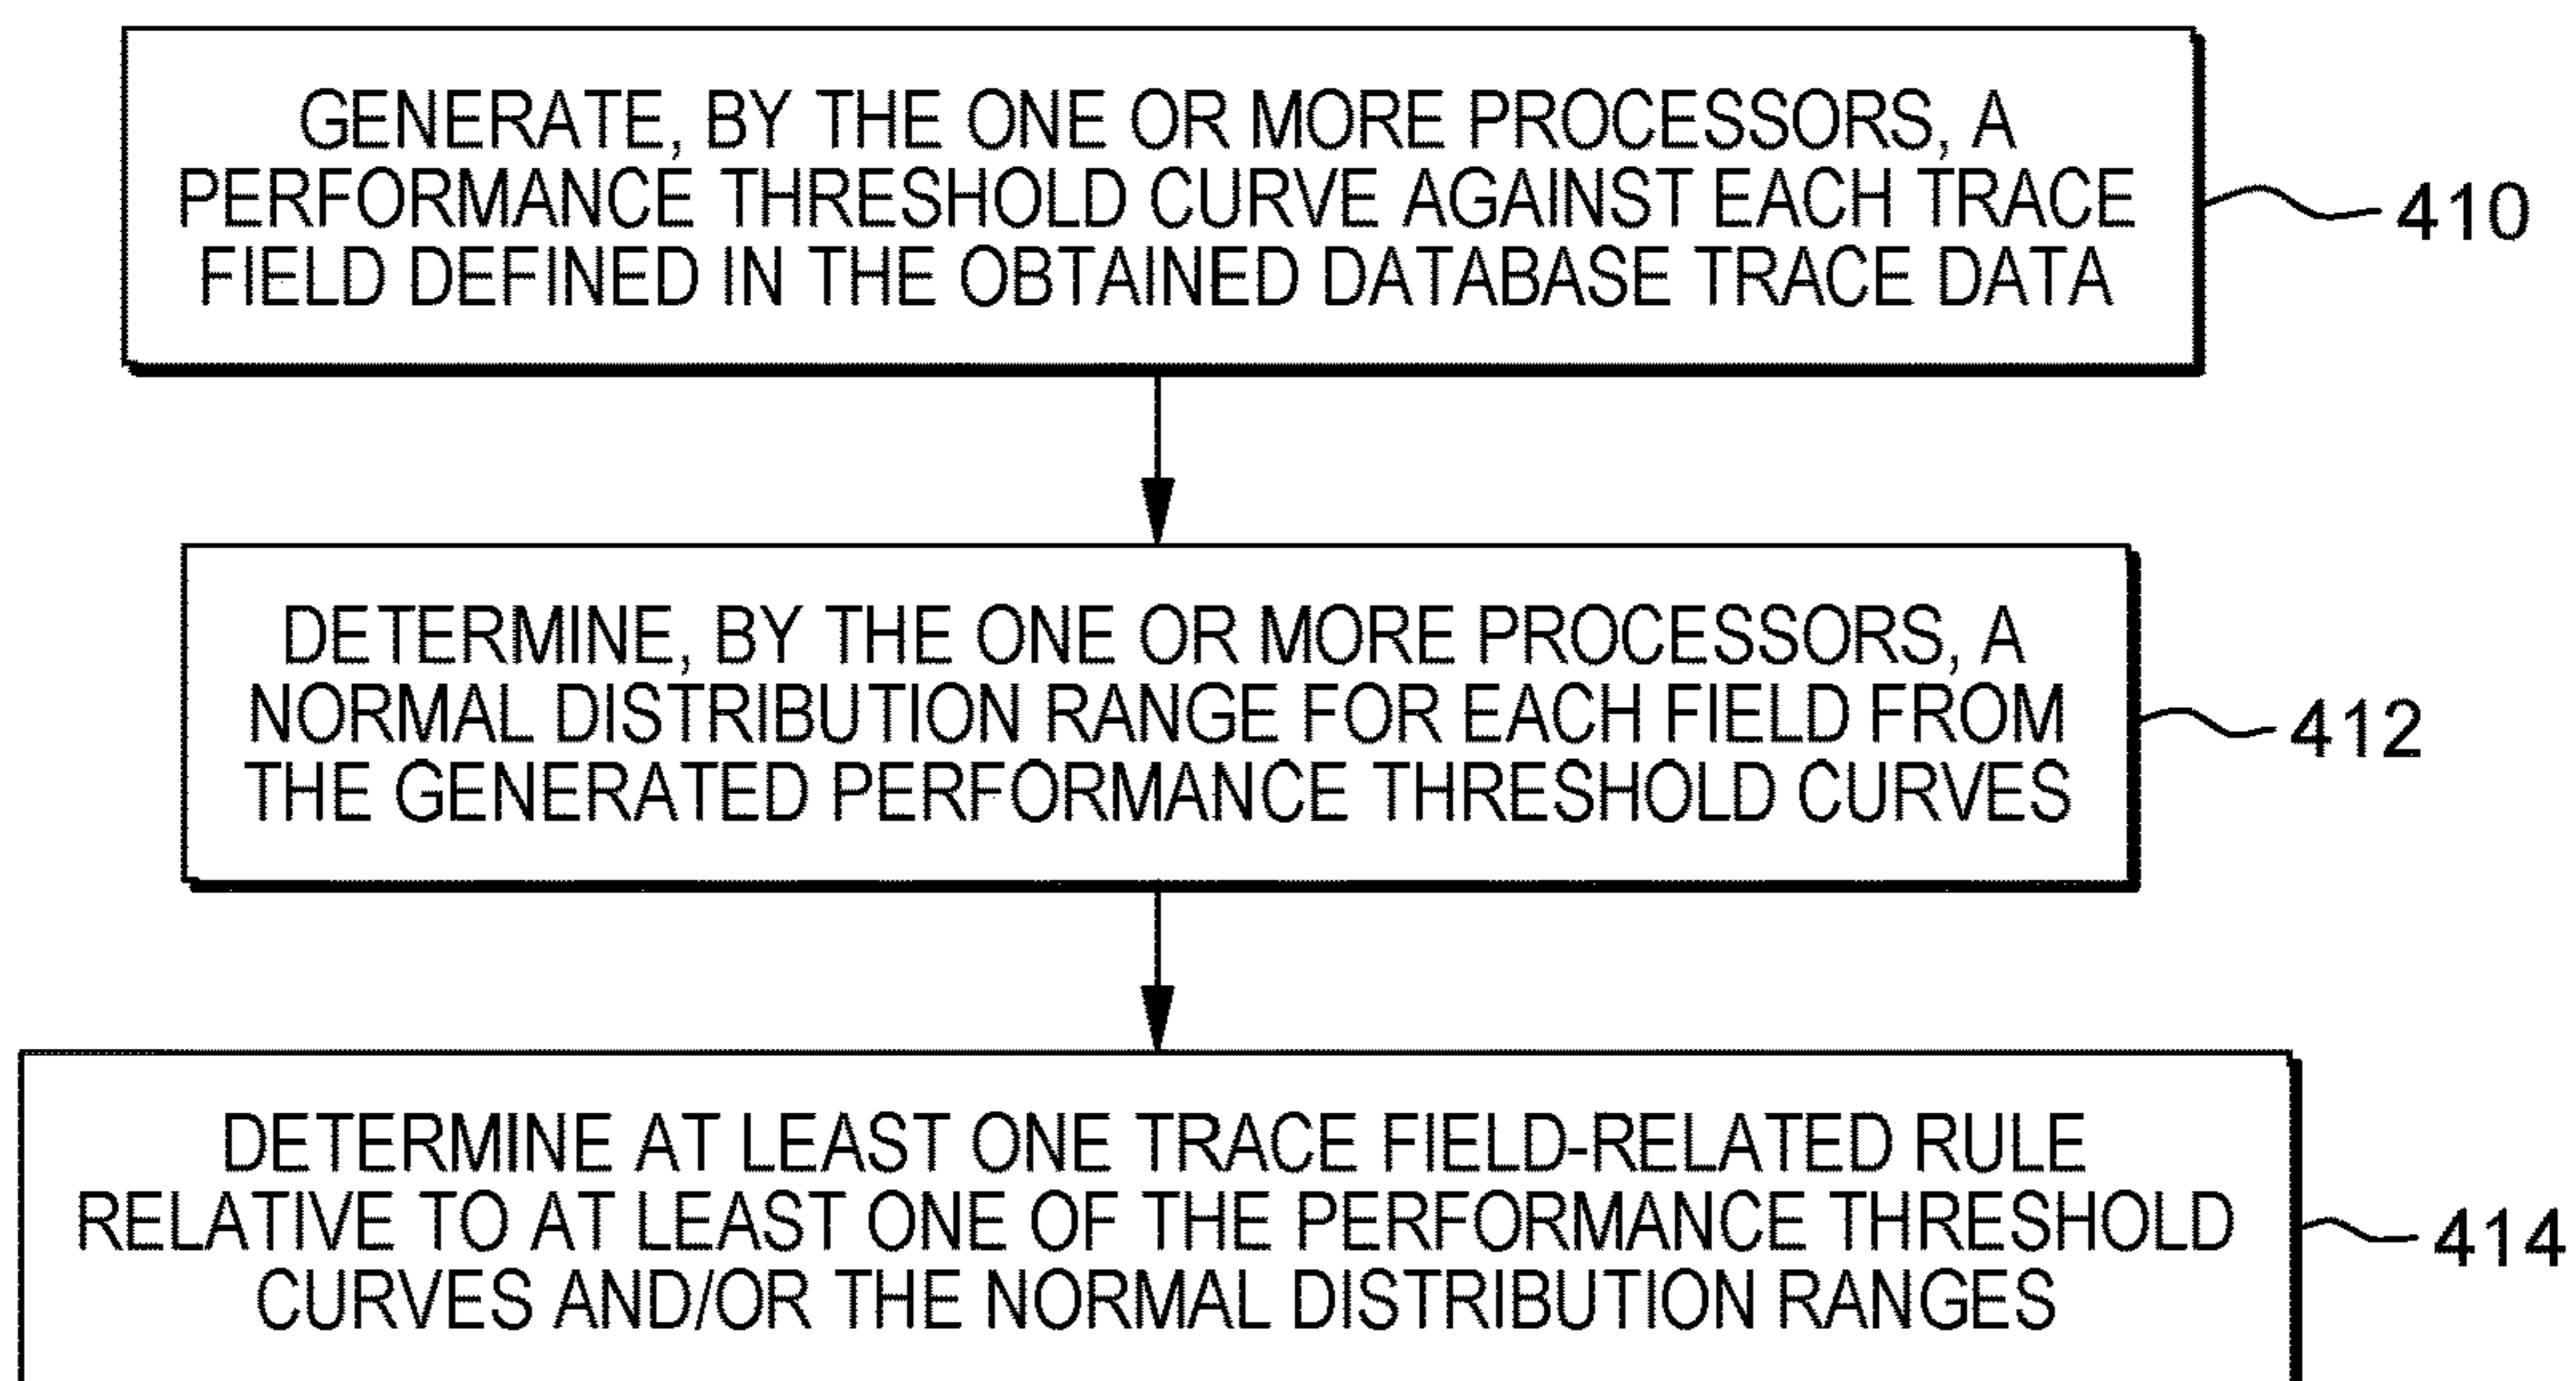 GENERATE, BY THE ONE OR MORE PROCESSORS, A
PERFORMANCE THRESHOLD CURVE AGAINST EACH TRACE
FIELD DEFINED IN THE OBTAINED DATABASE TRACE DATA
410
DETERMINE, BY THE ONE OR MORE PROCESSORS, A
NORMAL DISTRIBUTION RANGE FOR EACH FIELD FROM
THE GENERATED PERFORMANCE THRESHOLD CURVES
412
DETERMINE AT LEAST ONE TRACE FIELD-RELATED RULE
RELATIVE TO AT LEAST ONE OF THE PERFORMANCE THRESHOLD
CURVES AND/OR THE NORMAL DISTRIBUTION RANGES
414